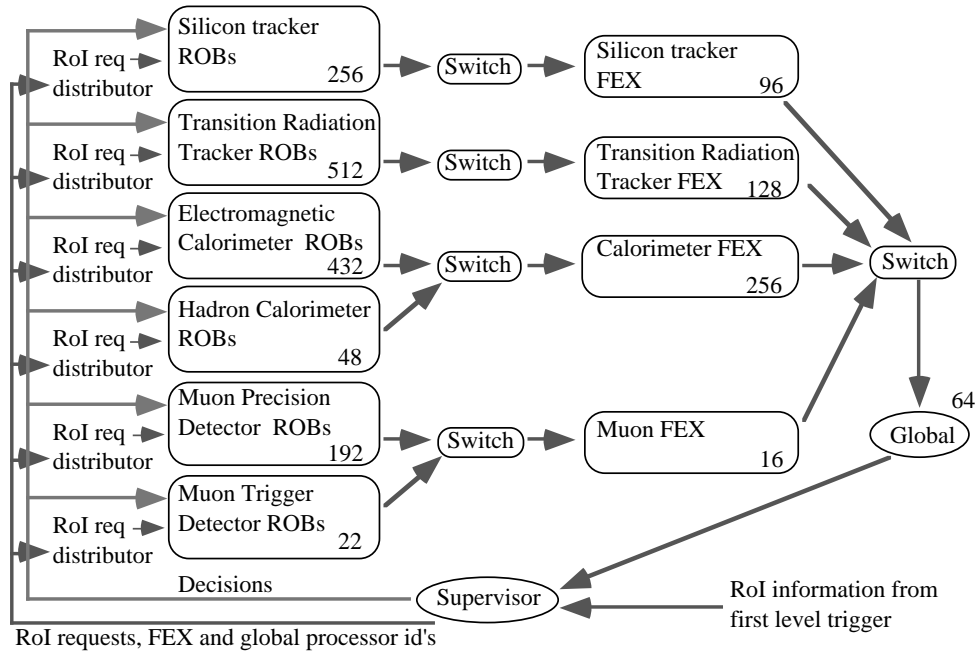 Silicon tracker
ROBs
256
RoI req
distributor
Switch
Silicon tracker
FEX
96
Transition Radiation
Tracker ROBs
512
RoI req
distributor
Switch
Transition Radiation
Tracker FEX
128
Electromagnetic
Calorimeter ROBs
432
RoI req
distributor
Switch
Calorimeter FEX
256
Switch
Hadron Calorimeter
ROBs
48
RoI req
distributor
Muon Precision
Detector ROBs
192
RoI req
distributor
Switch
Muon FEX
16
64
Global
Muon Trigger
Detector ROBs
22
RoI req
distributor
Decisions
Supervisor
RoI information from
first level trigger
RoI requests, FEX and global processor id's